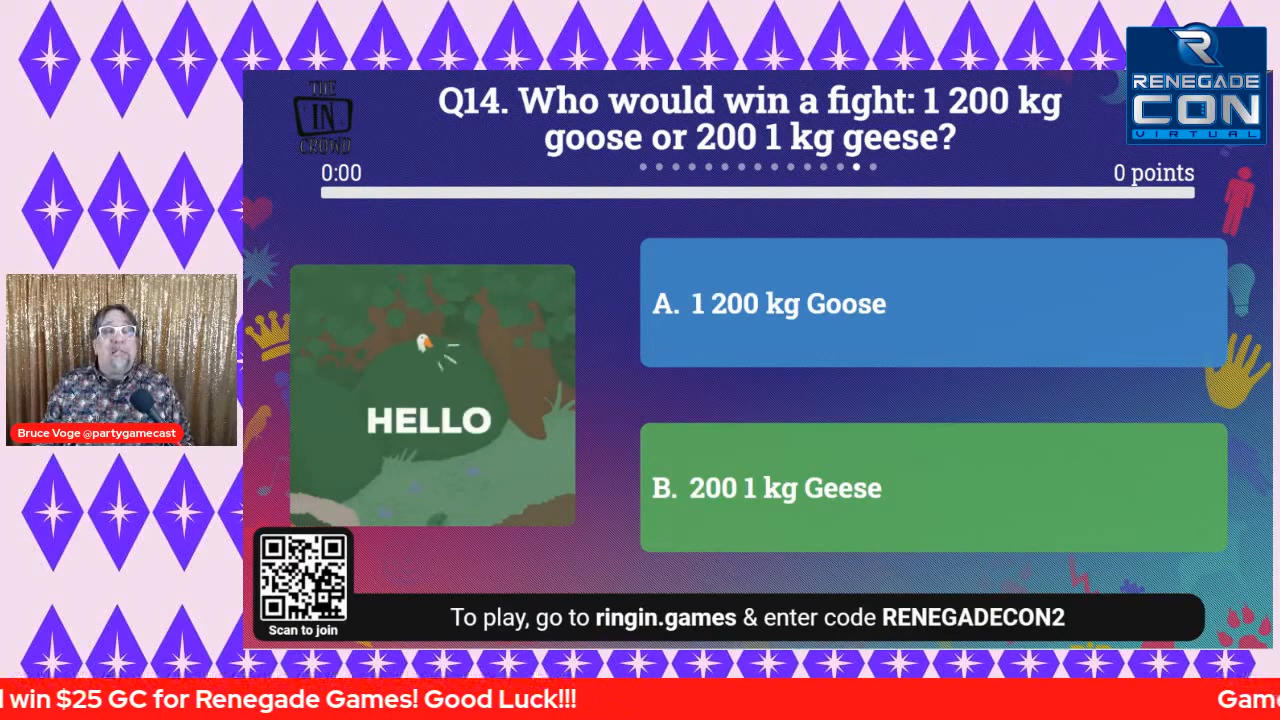 RENEGADE
CON
VIRTUAL
THE
IN
CROWD
Q14. Who would win a fight: 1 200 kg
goose or 200 1 kg geese?
0:00
0 points
A. 1 200 kg Goose
HELLO
Bruce Voge @partygamecast
B. 200 1 kg Geese
Scan to join
To play, go to ringin.games & enter code RENEGADECON2
win $25 GC for Renegade Games! Good Luck!!!